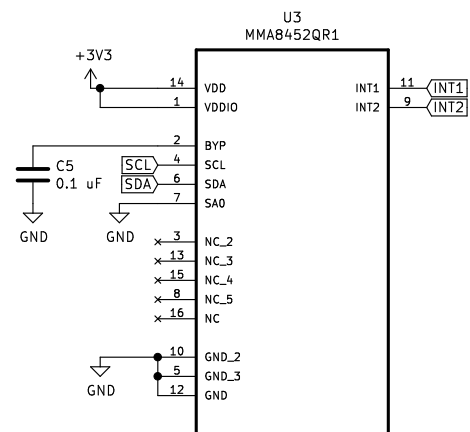 U3
MMA8452QR1
+3V3
14 VDD INT1 11 INT1
1 VDDIO INT2 9 INT2
2 BYP
C5 SCL 4 SCL
0.1 uF SDA 6 SDA
7 SA0
GND GND
3 NC_2
13 NC_3
15 NC_4
8 NC_5
16 NC
10 GND_2
5 GND_3
GND 12 GND